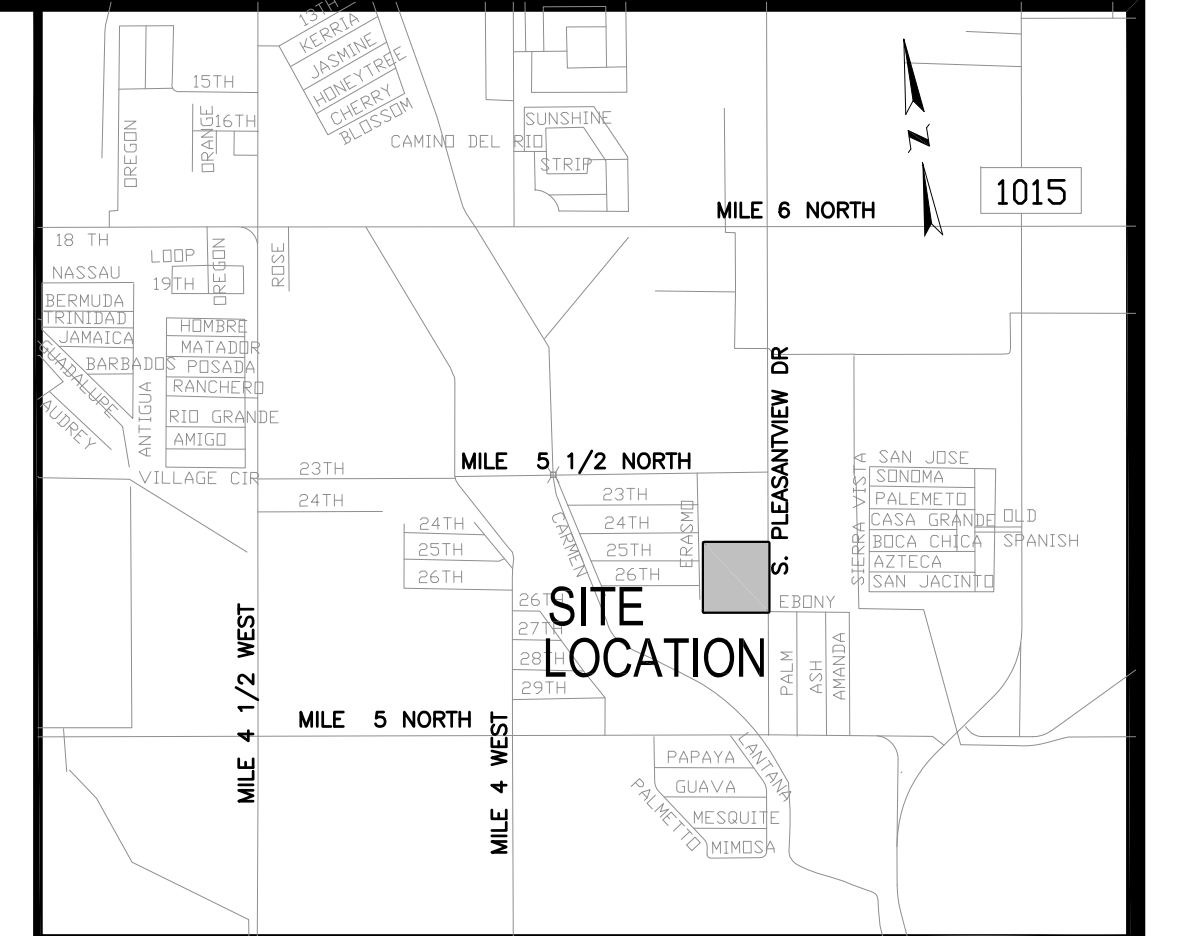 13TH
KERRIA
JASMINE
HONEYTREE
CHERRY
BLOSSOM
15TH
ORANGE
16TH
OREGON
CAMINO DEL RIO
SUNSHINE
STRIP
N
1015
MILE 6 NORTH
18 TH
LOOP
OREGON
ROSE
NASSAU
19TH
BERMUDA
TRINIDAD
JAMAICA
GUADALUPE
BARBADOS
AUDREY
ANTIGUA
HOMBRE
MATADOR
POSADA
RANCHERO
RIO GRANDE
AMIGO
VILLAGE CIR
23TH
24TH
MILE 5 1/2 NORTH
S. PLEASANTVIEW DR
24TH
25TH
26TH
CARMEN
23TH
24TH
25TH
26TH
ERASMO
SIERRA VISTA
SAN JOSE
SONOMA
PALEMETO
CASA GRANDE
BOCA CHICA
AZTECA
SAN JACINTO
OLD
SPANISH
SITE
LOCATION
26TH
27TH
28TH
29TH
EBONY
PALM
ASH
AMANDA
MILE 4 1/2 WEST
MILE 5 NORTH
MILE 4 WEST
PAPAYA
GUAVA
MESQUITE
MIMOSA
PALMETTO
LANTANA